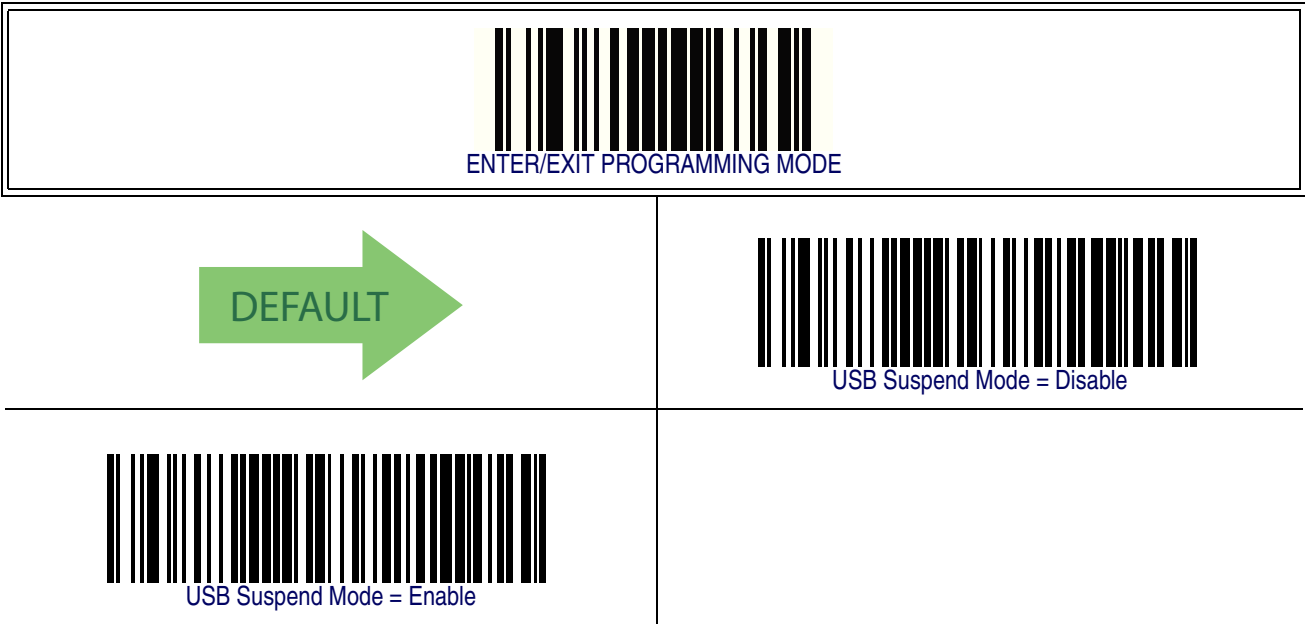 ENTER/EXIT PROGRAMMING MODE
DEFAULT
USB Suspend Mode = Disable
USB Suspend Mode = Enable